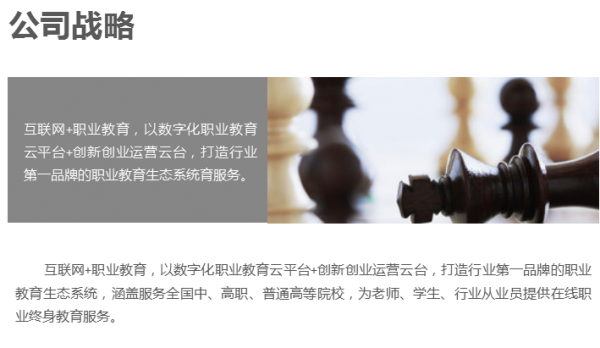 公司战略
互联网+职业教育，以数字化职业教育
云平台+创新创业运营云台，打造行业
第一品牌的职业教育生态系统育服务。
互联网+职业教育，以数字化职业教育云平台+创新创业运营云台，打造行业第一品牌的职业
教育生态系统，涵盖服务全国中、高职、普通高等院校，为老师、学生、行业从业员提供在线职
业终身教育服务。